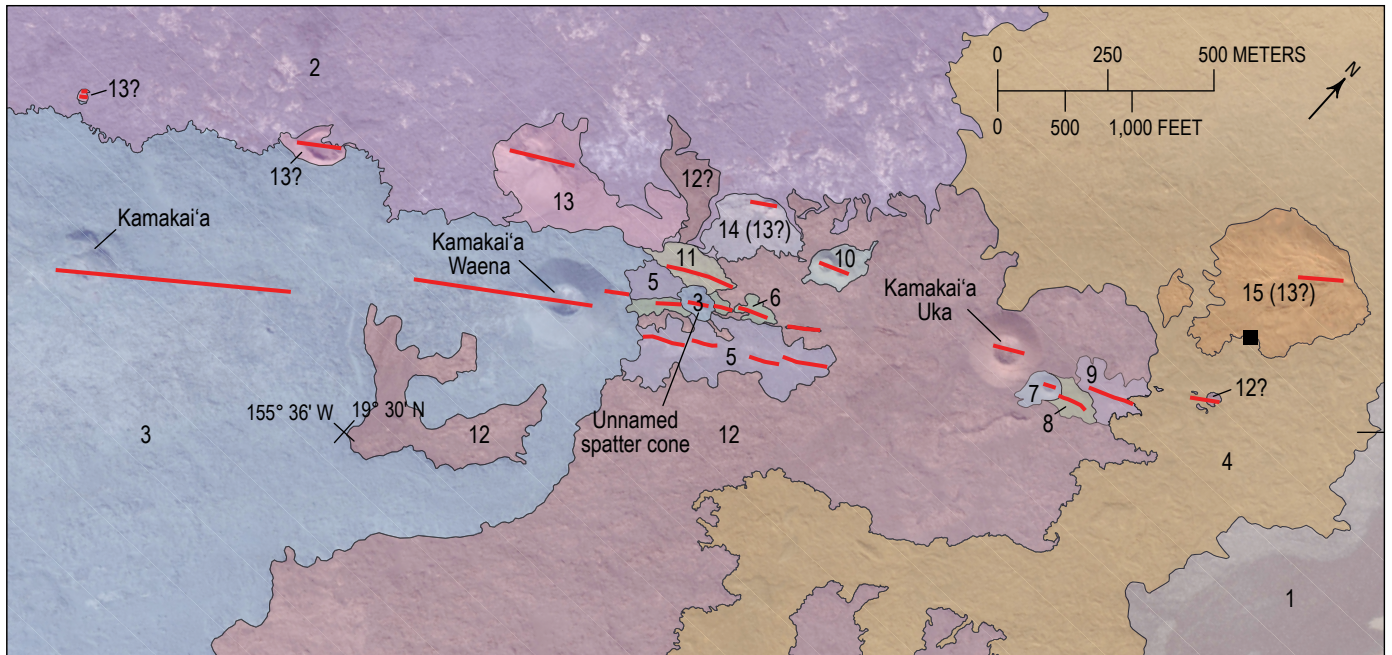 2
0
250
500 METERS
N
0
500
1,000 FEET
13?
13?
12?
13
Kamakaiʻa
14 (13?)
Kamakaiʻa
Waena
11
10
15 (13?)
5
6
Kamakaiʻa
Uka
3
5
9
7
12?
155° 36' W
19° 30' N
8
Unnamed
spatter cone
3
12
12
4
1